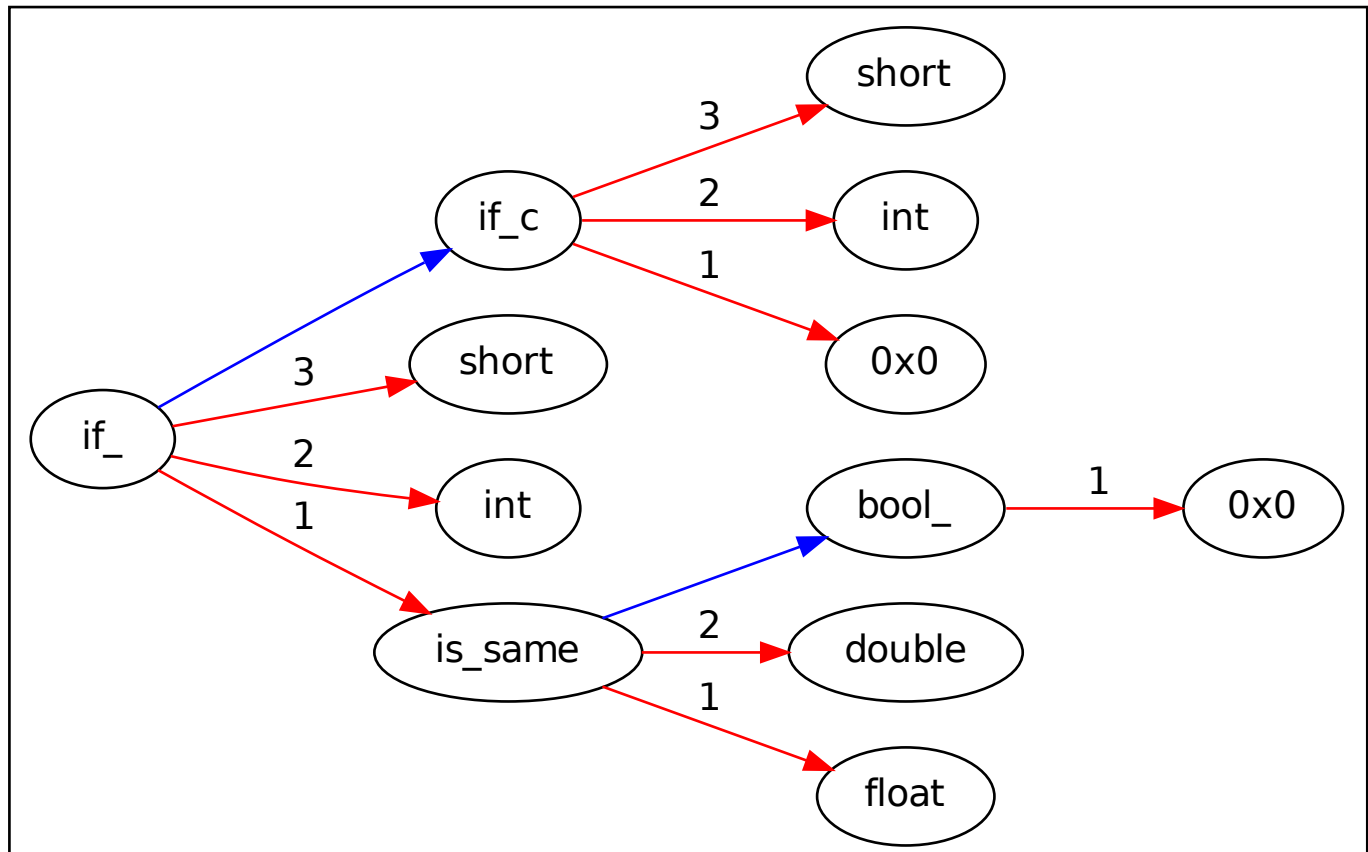 short
3
if_c
2
int
1
0x0
3
short
if_
2
int
1
bool_
1
0x0
is_same
2
double
1
float